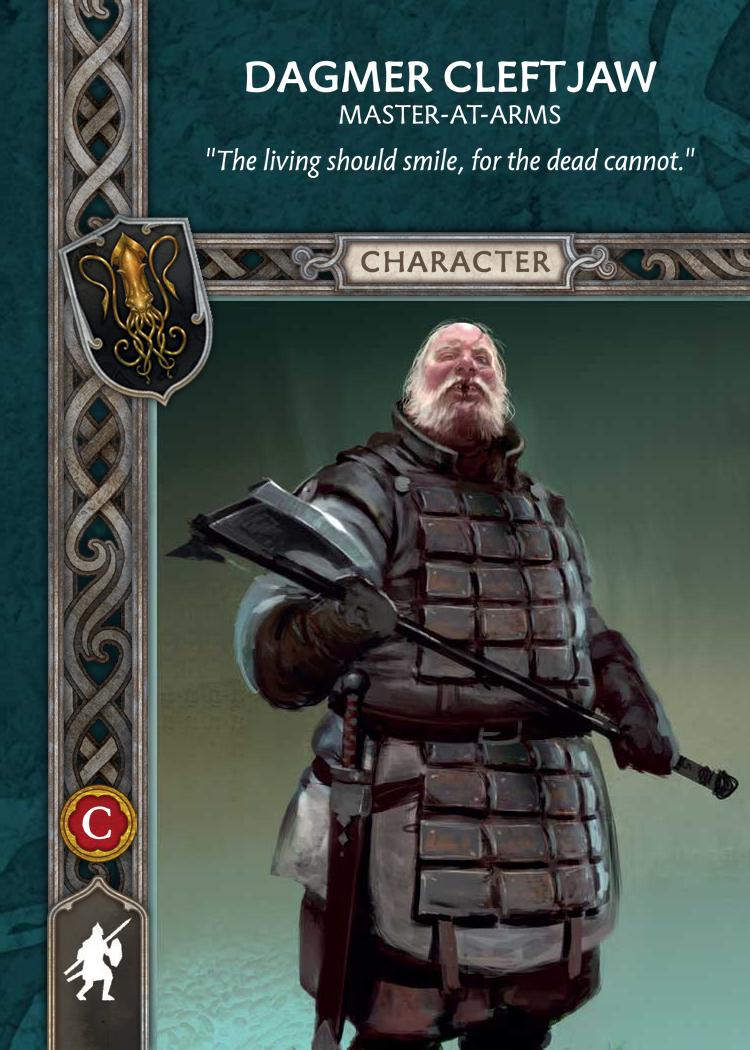 DAGMER CLEFTJAW
MASTER-AT-ARMS
"The living should smile, for the dead cannot."
CHARACTER
C